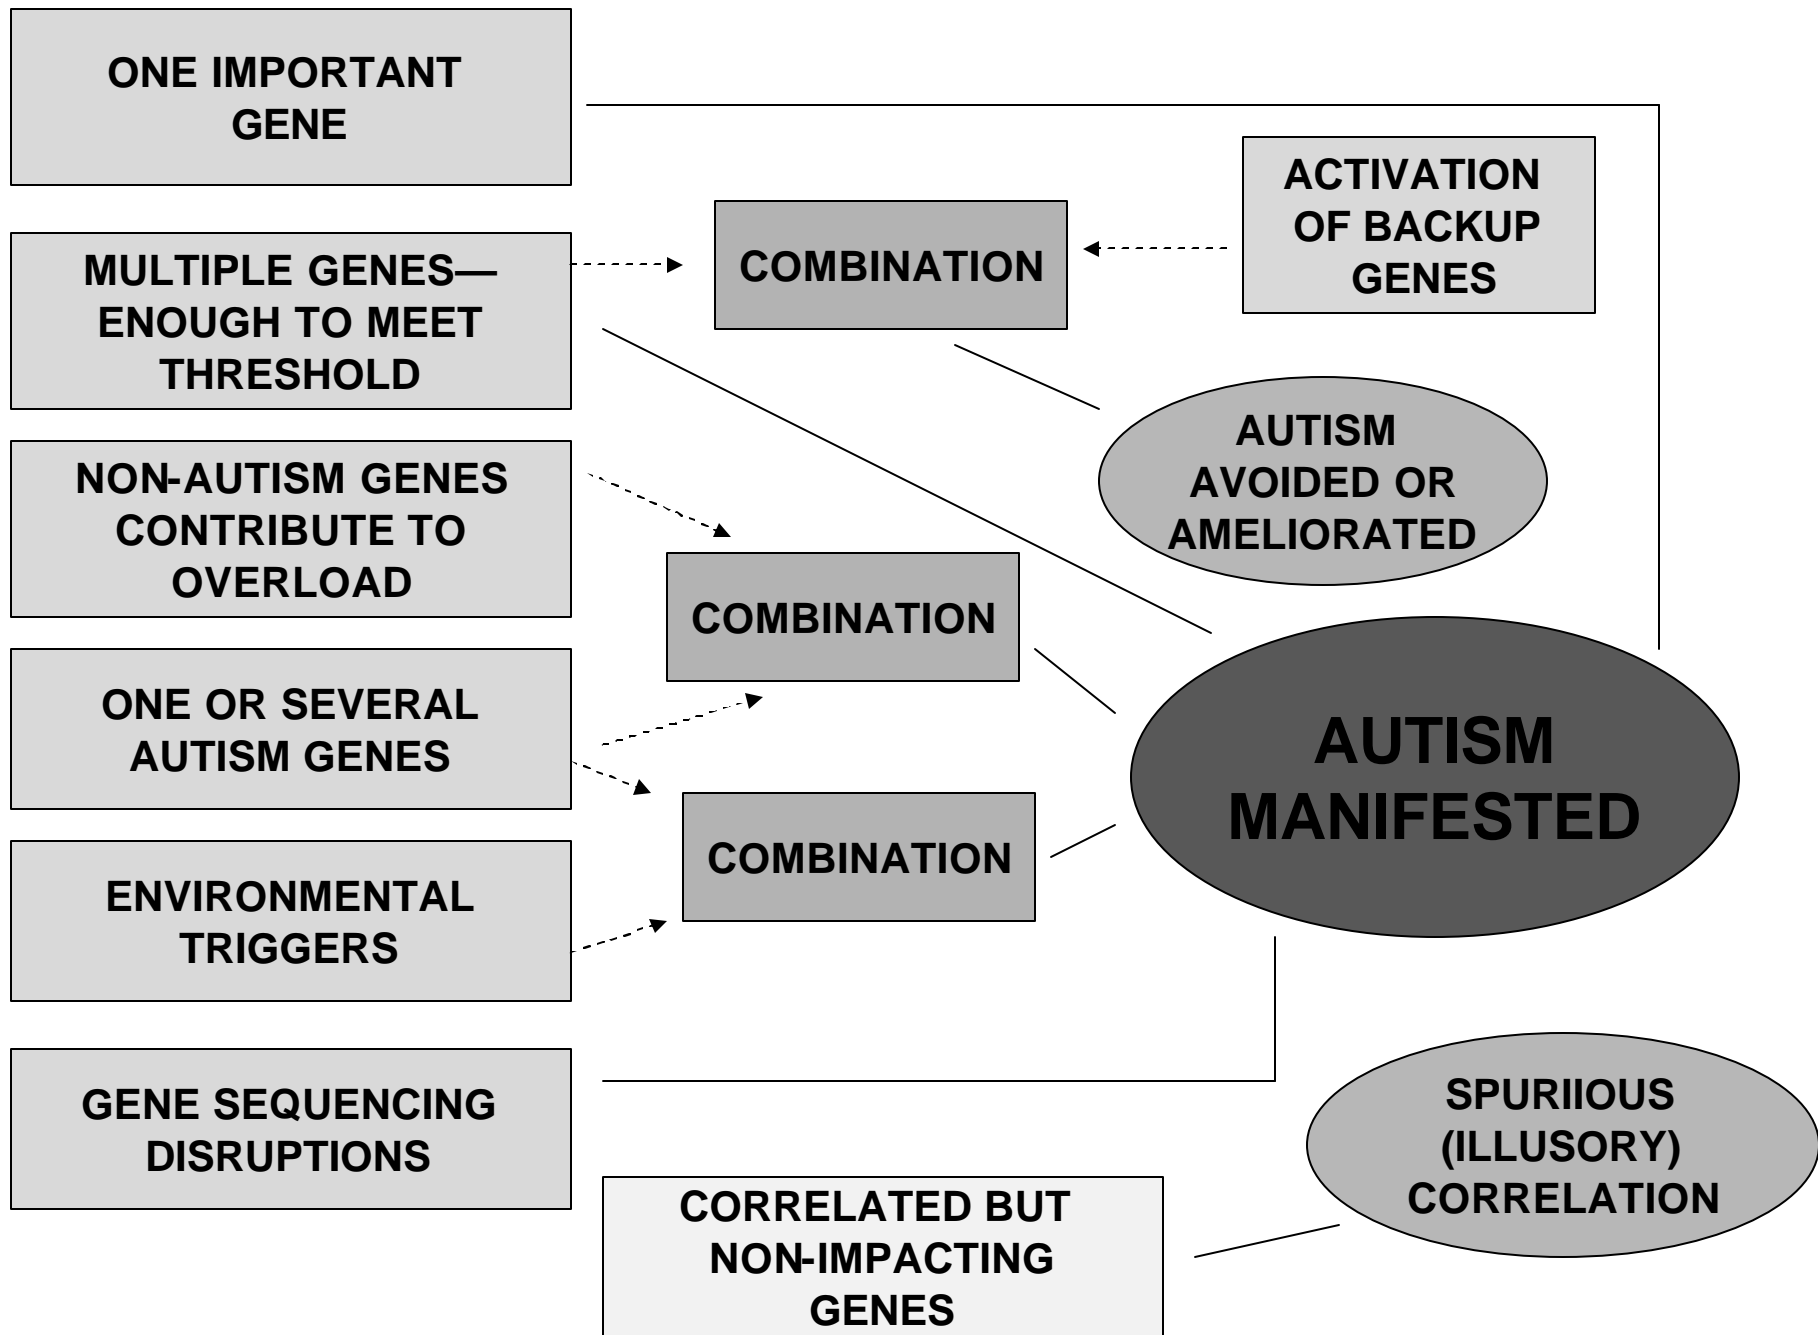 ONE IMPORTANT
GENE
ACTIVATION
OF BACKUP
GENES
MULTIPLE GENES—
ENOUGH TO MEET
THRESHOLD
COMBINATION
AUTISM
AVOIDED OR
AMELIORATED
NON-AUTISM GENES
CONTRIBUTE TO
OVERLOAD
COMBINATION
ONE OR SEVERAL
AUTISM GENES
AUTISM
MANIFESTED
COMBINATION
ENVIRONMENTAL
TRIGGERS
GENE SEQUENCING
DISRUPTIONS
SPURIIOUS
(ILLUSORY)
CORRELATION
CORRELATED BUT
NON-IMPACTING
GENES